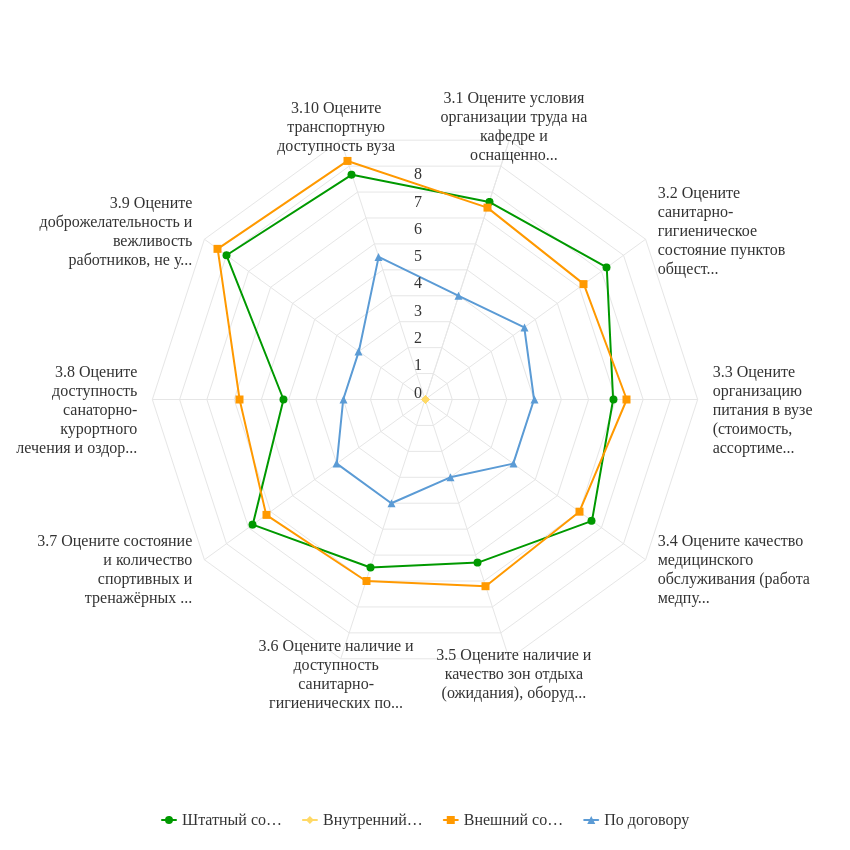 3.10 Оцените
транспортную
доступность вуза
3.1 Оцените условия
организации труда на
кафедре и
оснащенно...
3.2 Оцените
санитарно-
гигиеническое
состояние пунктов
общест...
3.3 Оцените
организацию
питания в вузе
(стоимость,
ассортиме...
3.4 Оцените качество
медицинского
обслуживания (работа
медпу...
3.5 Оцените наличие и
качество зон отдыха
(ожидания), оборуд...
3.6 Оцените наличие и
доступность
санитарно-
гигиенических по...
3.7 Оцените состояние
и количество
спортивных и
тренажёрных ...
3.8 Оцените
доступность
санаторно-
курортного
лечения и оздор...
3.9 Оцените
доброжелательность и
вежливость
работников, не у...
8
7
6
5
4
3
2
1
0
Штатный со…
Внутренний…
Внешний со…
По договору